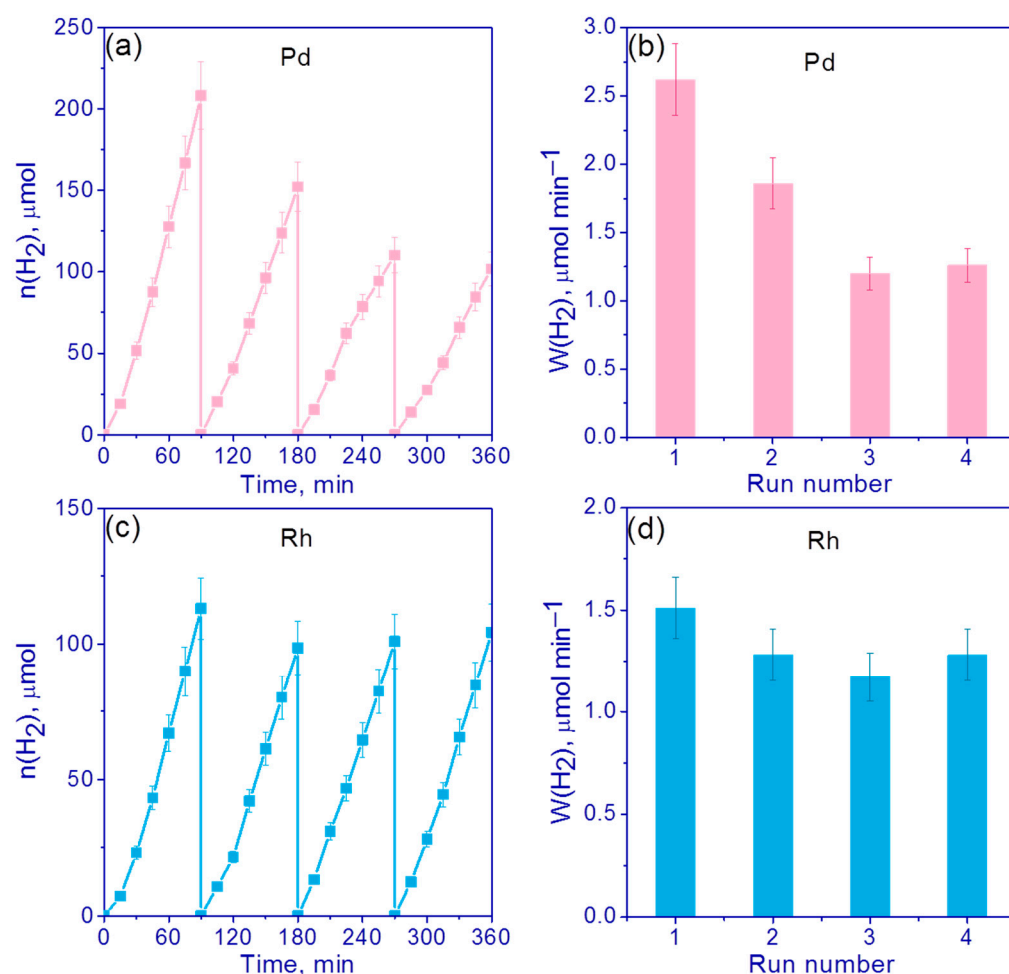 (a)
Pd
n(H2), μmol
250
200
150
100
50
0
0 60 120 180 240 300 360
Time, min
(b)
Pd
W(H2), μmol min−1
3.0
2.5
2.0
1.5
1.0
0.5
0.0
1 2 3 4
Run number
(c)
Rh
n(H2), μmol
150
100
50
0
0 60 120 180 240 300 360
Time, min
(d)
Rh
W(H2), μmol min−1
2.0
1.5
1.0
0.5
0.0
1 2 3 4
Run number